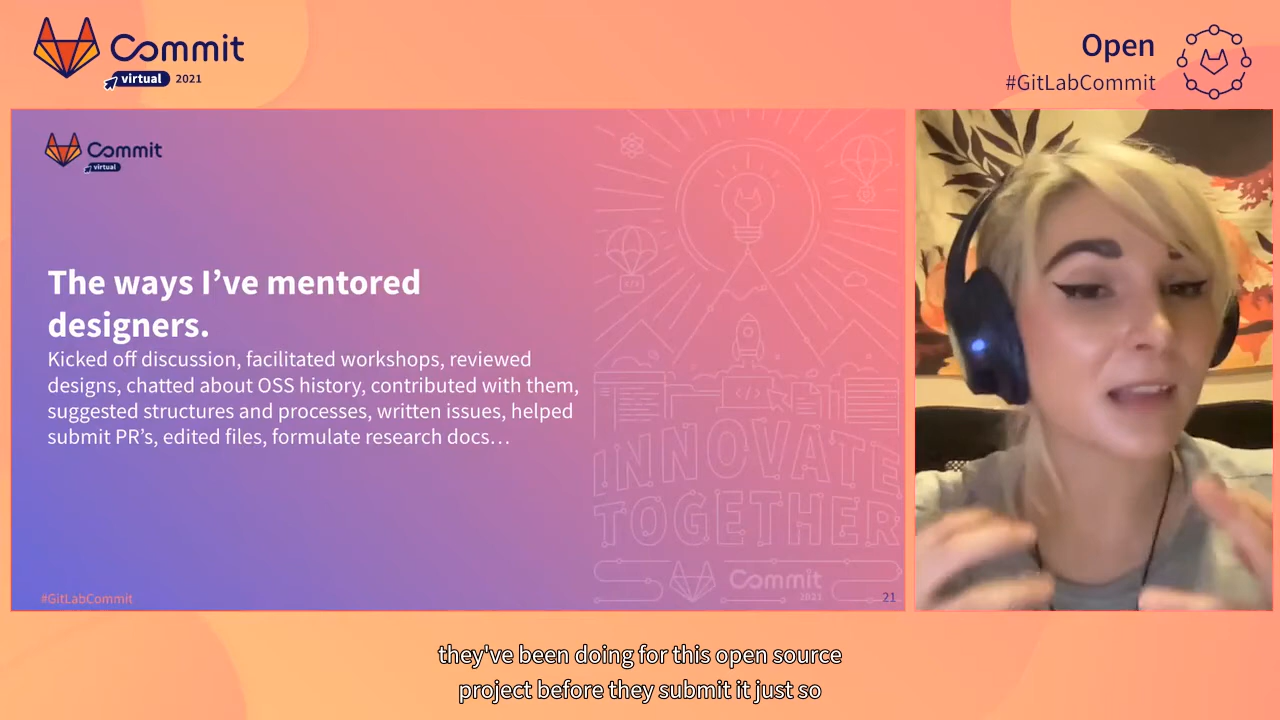 Commit
virtual 2021
Open
#GitLabCommit
Commit
virtual
The ways I’ve mentored
designers.
Kicked off discussion, facilitated workshops, reviewed
designs, chatted about OSS history, contributed with them,
suggested structures and processes, written issues, helped
submit PR’s, edited files, formulate research docs…
INNOVATE
TOGETHER
Commit
2021
#GitLabCommit
21
they've been doing for this open source
project before they submit it just so